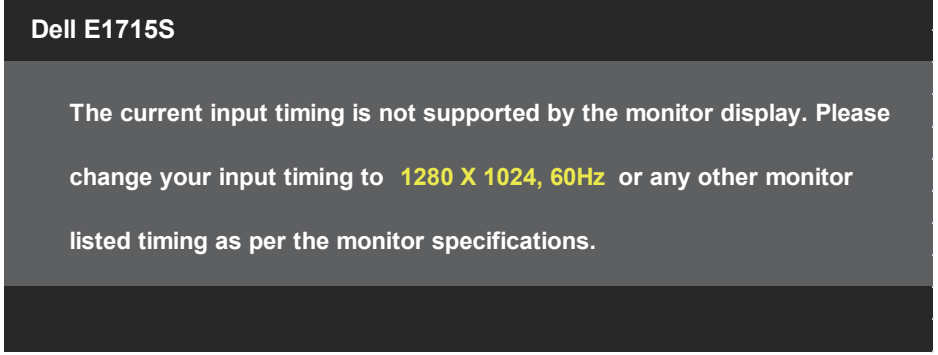 Dell E1715S
The current input timing is not supported by the monitor display. Please
change your input timing to 1280 X 1024, 60Hz or any other monitor
listed timing as per the monitor specifications.